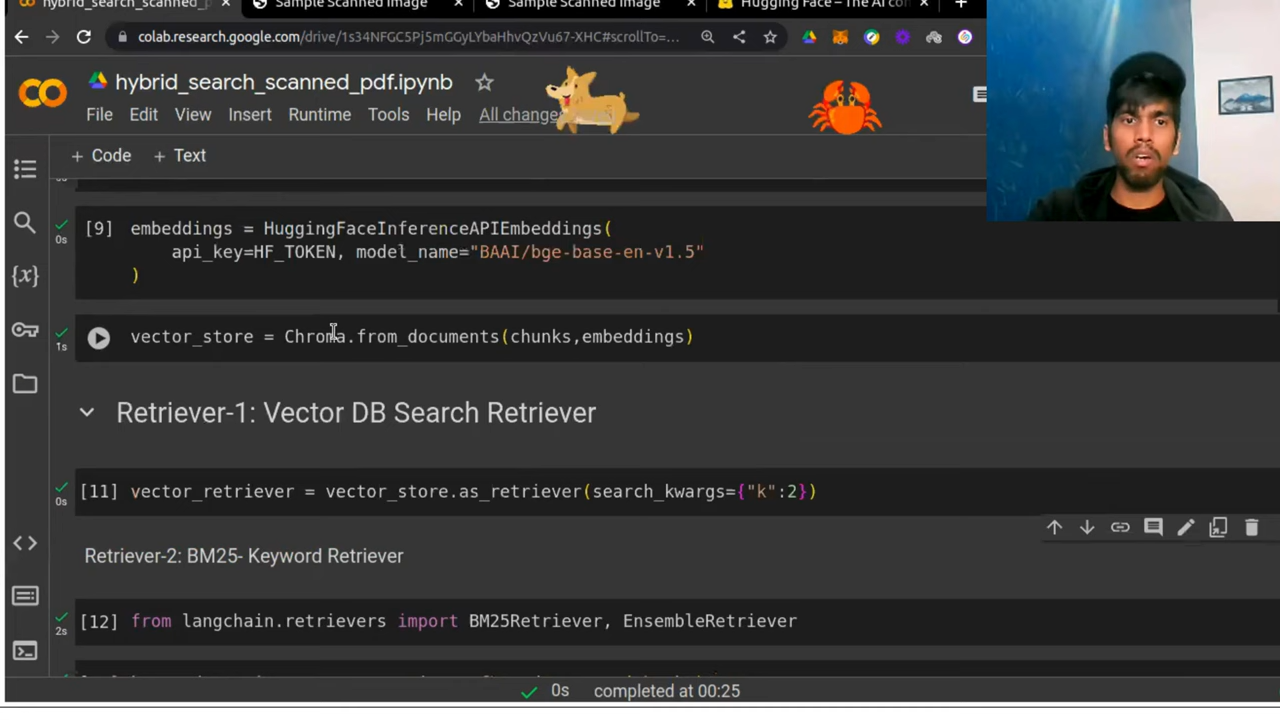 hybrid_search_scanned_pdf.ip
Sample Scanned Image
Sample Scanned Image
Hugging Face – The AI co
colab.research.google.com/drive/1s34NFGC5Pj5mGGyLYbaHhvQzVu67-XHC#scrollTo=...
hybrid_search_scanned_pdf.ipynb
File Edit View Insert Runtime Tools Help All change
+ Code + Text
0s
[9] embeddings = HuggingFaceInferenceAPIEmbeddings(
0s
api_key=HF_TOKEN, model_name="BAAI/bge-base-en-v1.5"
)
vector_store = Chroma.from_documents(chunks,embeddings)
1s
Retriever-1: Vector DB Search Retriever
[11] vector_retriever = vector_store.as_retriever(search_kwargs={"k":2})
0s
Retriever-2: BM25- Keyword Retriever
[12] from langchain.retrievers import BM25Retriever, EnsembleRetriever
2s
0s completed at 00:25